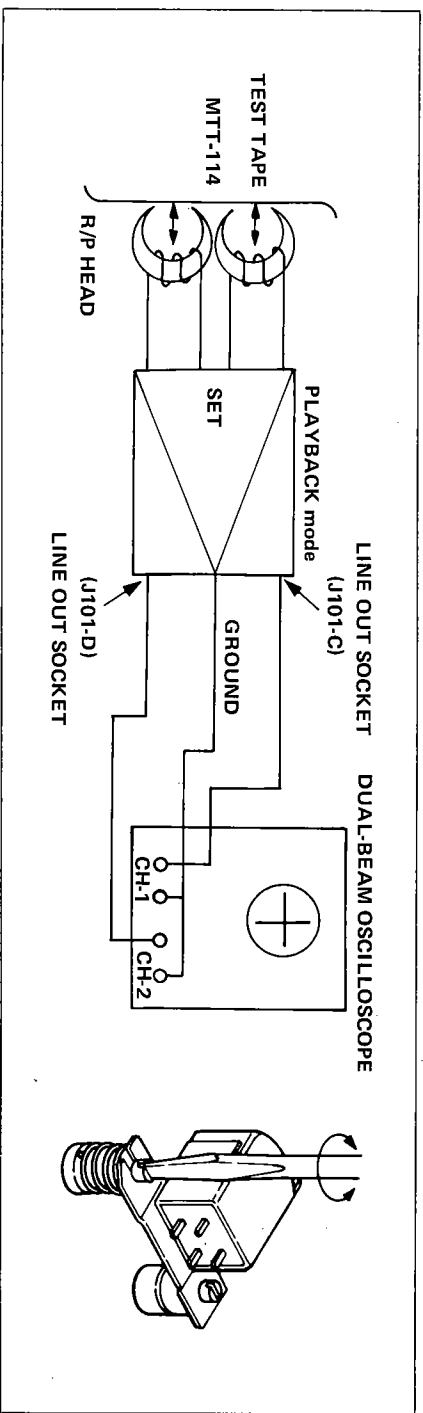 TEST TAPE
MTT-114
R/P HEAD
PLAYBACK mode
SET
LINE OUT SOCKET
(J101-C)
GROUND
(J101-D)
LINE OUT SOCKET
DUAL-BEAM OSCILLOSCOPE
CH-1
CH-2